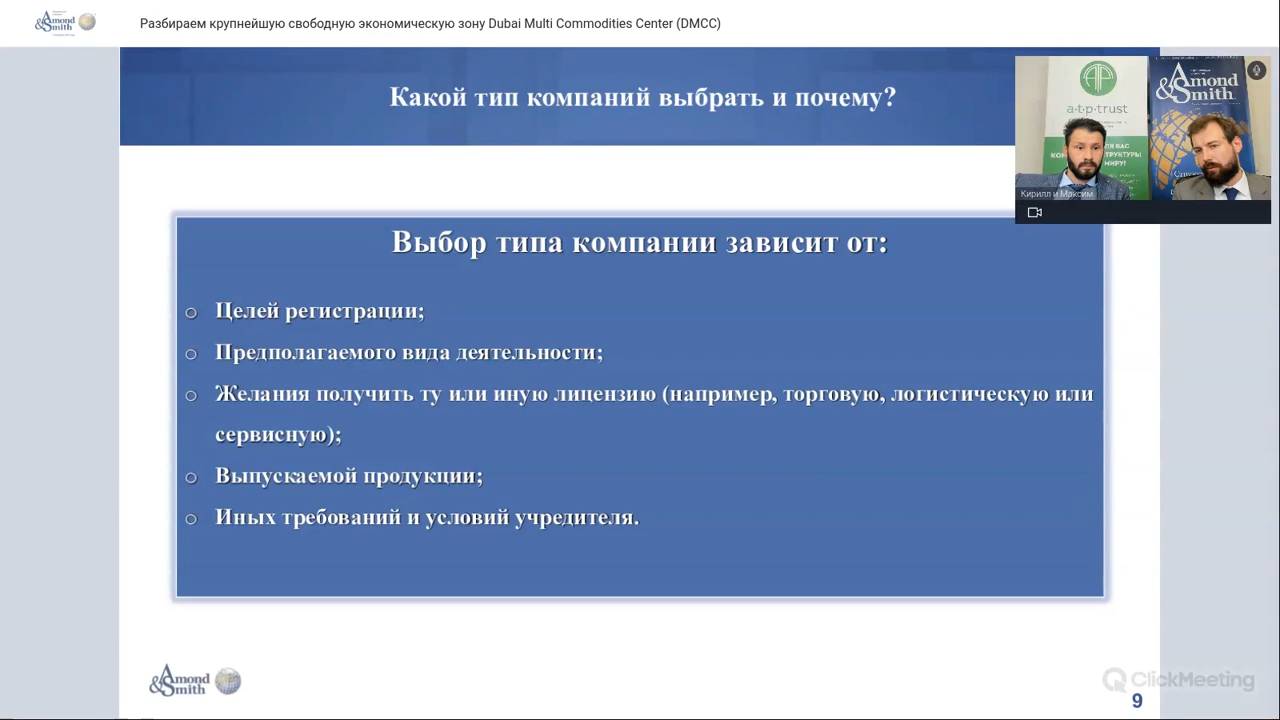 Amond
&Smith
Разбираем крупнейшую свободную экономическую зону Dubai Multi Commodities Center (DMCC)
Какой тип компаний выбрать и почему?
a·t·p·trust
Amond
&Smith
Кирилл и Максим
Выбор типа компании зависит от:
Целей регистрации;
Предполагаемого вида деятельности;
Желания получить ту или иную лицензию (например, торговую, логистическую или
сервисную);
Выпускаемой продукции;
Иных требований и условий учредителя.
Amond
&Smith
ClickMeeting
9